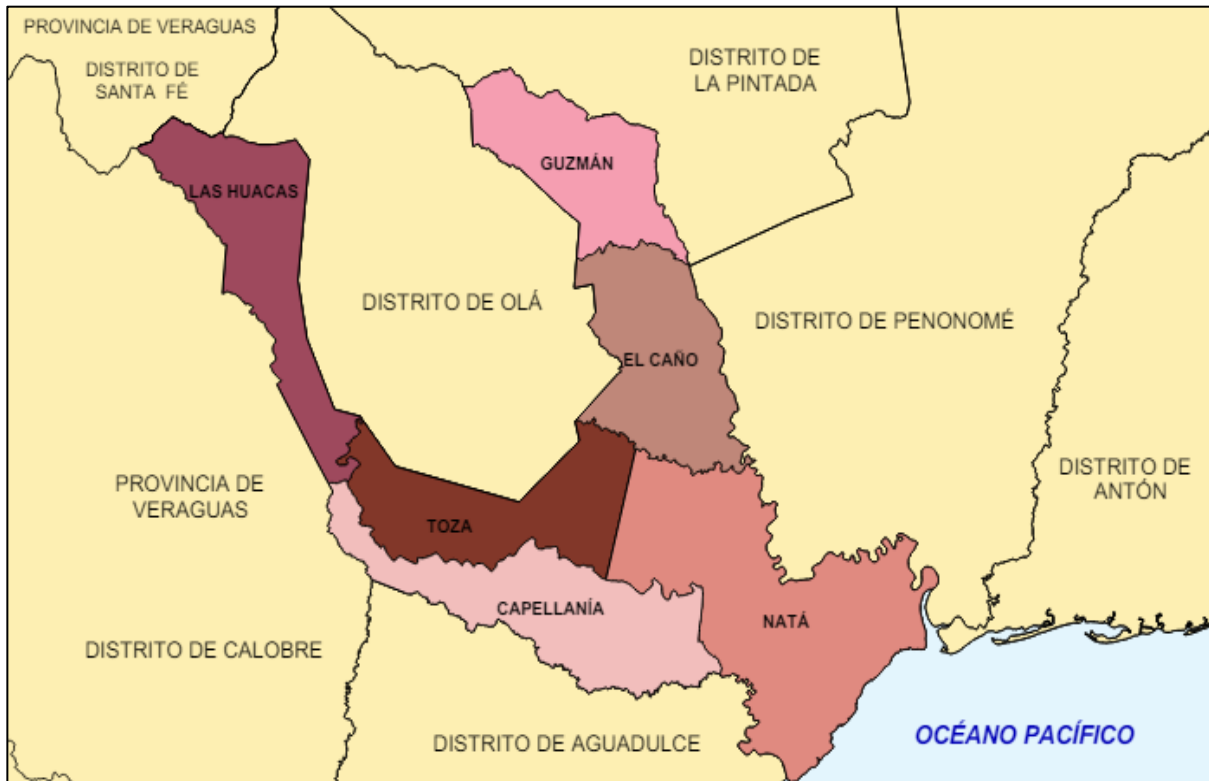 PROVINCIA DE VERAGUAS
DISTRITO DE
SANTA FÉ
DISTRITO DE
LA PINTADA
GUZMÁN
LAS HUACAS
DISTRITO DE OLÁ
DISTRITO DE PENONOMÉ
EL CAÑO
DISTRITO DE
ANTÓN
PROVINCIA DE
VERAGUAS
TOZA
CAPELLANÍA
NATÁ
DISTRITO DE CALOBRE
DISTRITO DE AGUADULCE
OCÉANO PACÍFICO